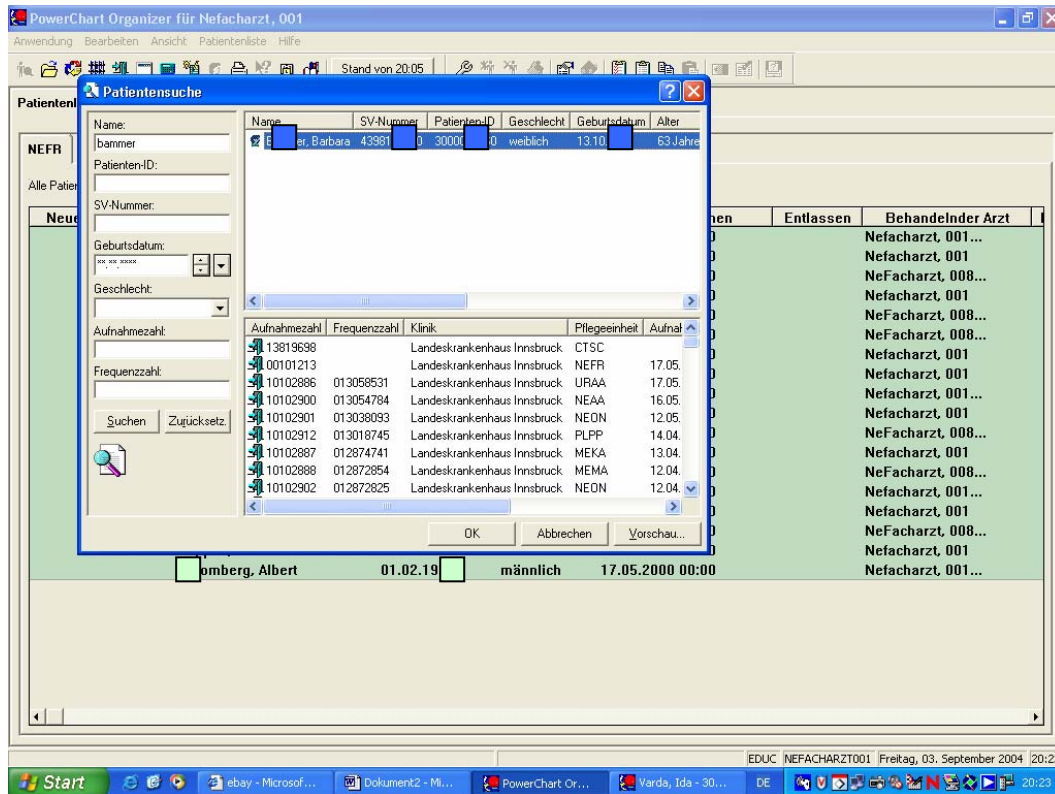 PowerChart Organizer für Nefacharzt, 001
Anwendung Bearbeiten Ansicht Patientenliste Hilfe
Stand von 20:05
Patientensuche
Name:
bammer
Patienten-ID:
SV-Nummer:
Geburtsdatum:
**.**.****
Geschlecht:
Aufnahmezahl:
Frequenzzahl:
Suchen Zurücksetz.
Name SV-Nummer Patienten-ID Geschlecht Geburtsdatum Alter
er, Barbara 43981 0 30000 0 weiblich 13.10. 63 Jahre
Aufnahmezahl Frequenzzahl Klinik Pflegeeinheit
13819698 Landeskrankenhaus Innsbruck CTSC
00101213 Landeskrankenhaus Innsbruck NEFR 17.05.
10102886 013058531 Landeskrankenhaus Innsbruck URAA 17.05.
10102900 013054784 Landeskrankenhaus Innsbruck NEAA 16.05.
10102901 013038093 Landeskrankenhaus Innsbruck NEON 12.05.
10102912 013018745 Landeskrankenhaus Innsbruck PLPP 14.04.
10102887 012874741 Landeskrankenhaus Innsbruck MEKA 13.04.
10102888 012872854 Landeskrankenhaus Innsbruck MEMA 12.04.
10102902 012872825 Landeskrankenhaus Innsbruck NEON 12.04.
OK Abbrechen Vorschau...
NEFR
Alle Patien
Neue Entlassen Behandelnder Arzt
Nefacharzt, 001...
Nefacharzt, 001
NeFacharzt, 008...
Nefacharzt, 001
NeFacharzt, 008...
NeFacharzt, 008...
Nefacharzt, 001
Nefacharzt, 001...
Nefacharzt, 001
NeFacharzt, 008...
Nefacharzt, 001
NeFacharzt, 008...
Nefacharzt, 001...
Nefacharzt, 001
NeFacharzt, 008...
Nefacharzt, 001
omberg, Albert 01.02.19 männlich 17.05.2000 00:00 Nefacharzt, 001...
EDUC NEFACHARZT001 Freitag, 03. September 2004 20:2
Start ebay - Microsof... Dokument2 - Mi... PowerChart Or... Varda, Ida - 30... DE 20:23